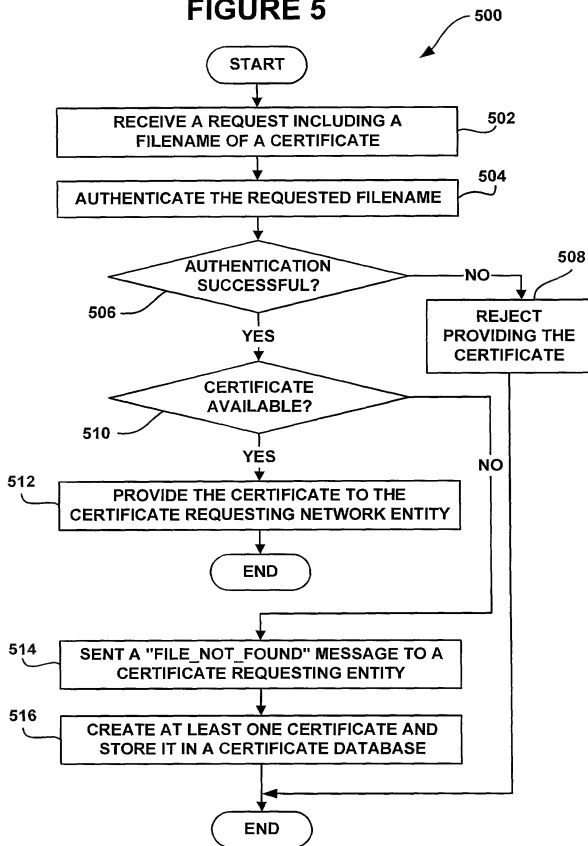 FIGURE 5
500
START
RECEIVE A REQUEST INCLUDING A
FILENAME OF A CERTIFICATE
502
AUTHENTICATE THE REQUESTED FILENAME
504
AUTHENTICATION
SUCCESSFUL?
506
NO
508
REJECT
PROVIDING THE
CERTIFICATE
YES
CERTIFICATE
AVAILABLE?
510
NO
YES
512
PROVIDE THE CERTIFICATE TO THE
CERTIFICATE REQUESTING NETWORK ENTITY
END
514
SENT A "FILE_NOT_FOUND" MESSAGE TO A
CERTIFICATE REQUESTING ENTITY
516
CREATE AT LEAST ONE CERTIFICATE AND
STORE IT IN A CERTIFICATE DATABASE
END